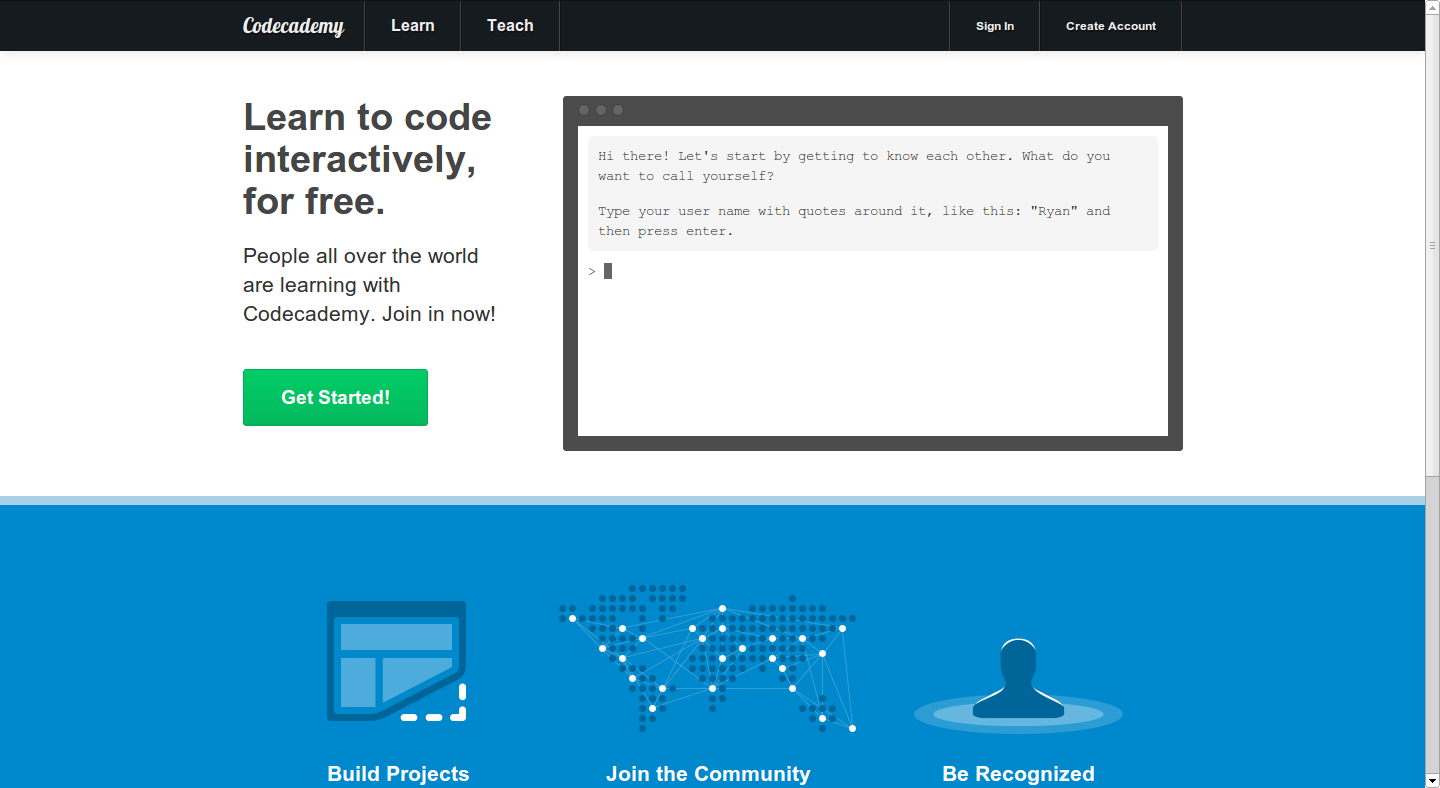 Codecademy
Learn
Teach
Sign In
Create Account
Learn to code
interactively,
for free.
People all over the world
are learning with
Codecademy. Join in now!
Get Started!
Hi there! Let's start by getting to know each other. What do you
want to call yourself?
Type your user name with quotes around it, like this: "Ryan" and
then press enter.
>
Build Projects
Join the Community
Be Recognized